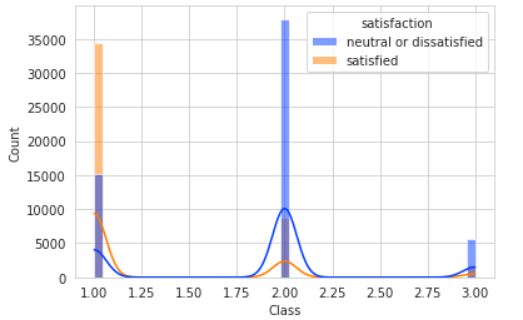 satisfaction
neutral or dissatisfied
satisfied
35000
30000
25000
20000
15000
10000
5000
0
Count
1.00 1.25 1.50 1.75 2.00 2.25 2.50 2.75 3.00
Class